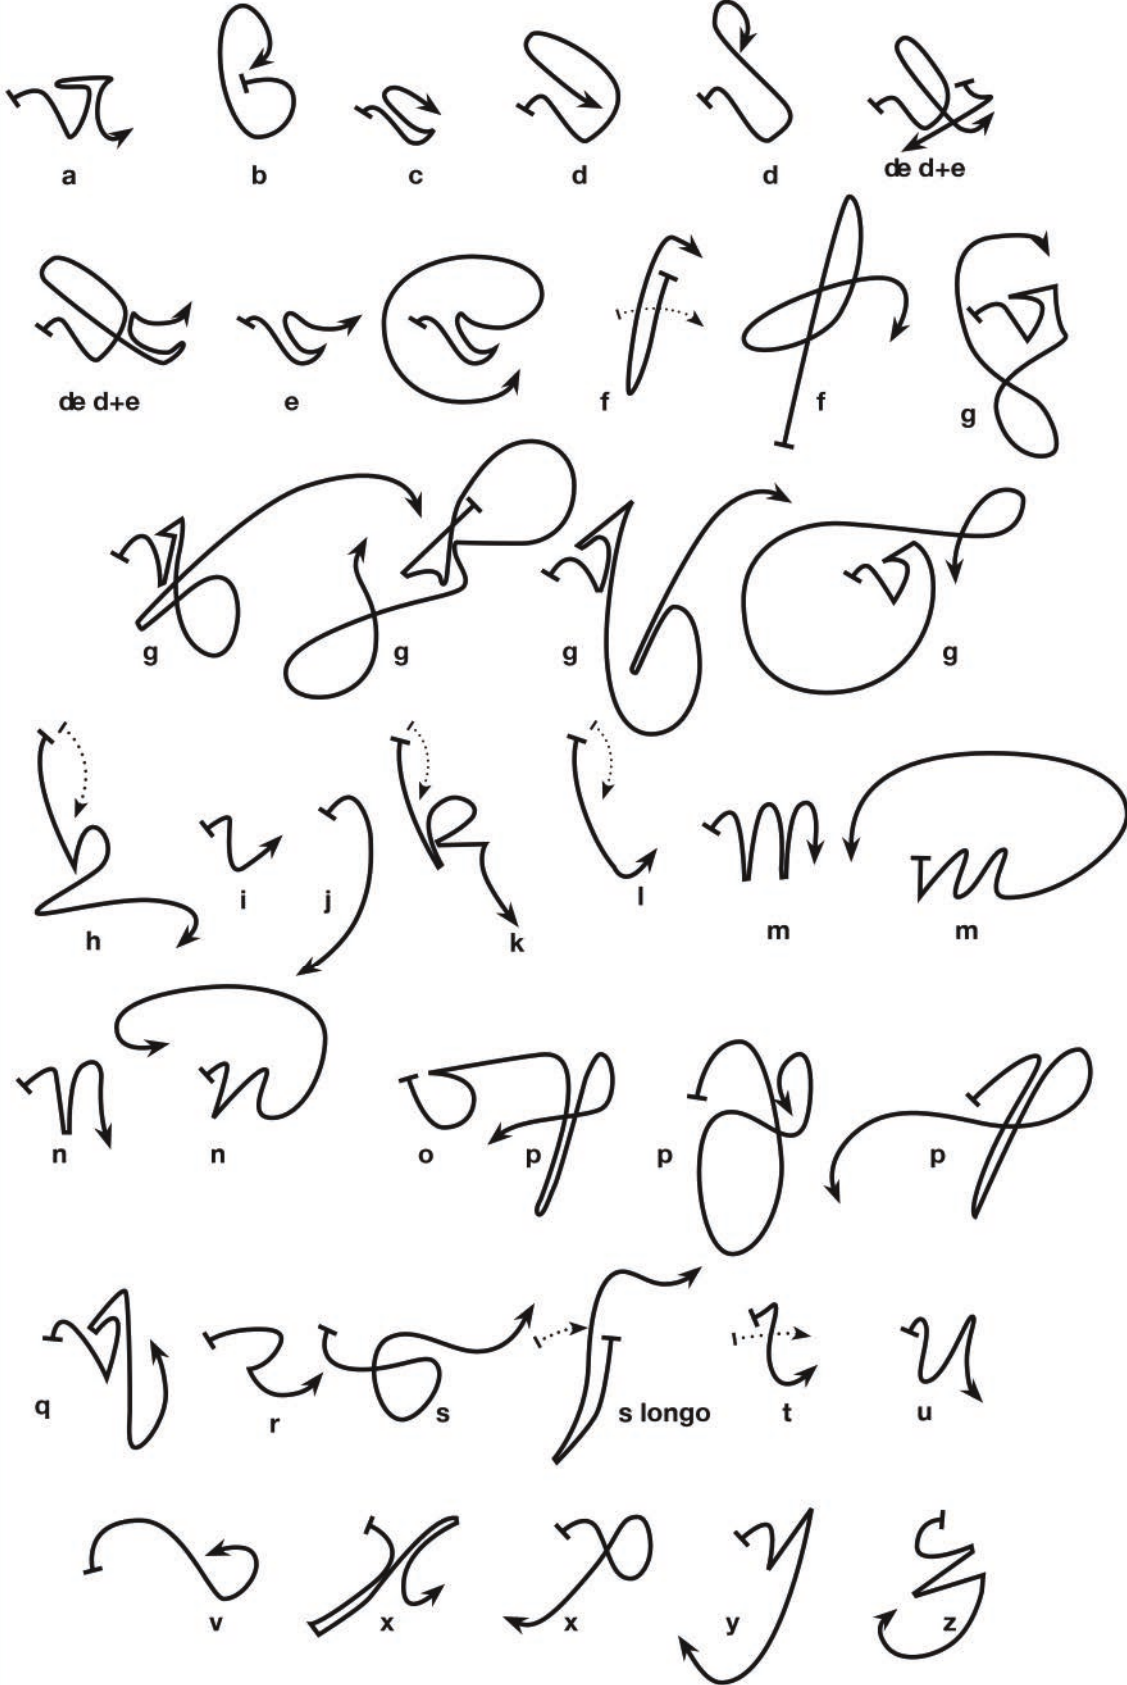 a b c d d de d+e
de d+e e f f g
g g g g
h i j k l m m
n n o p p p
q r s s longo t u
v x x y z